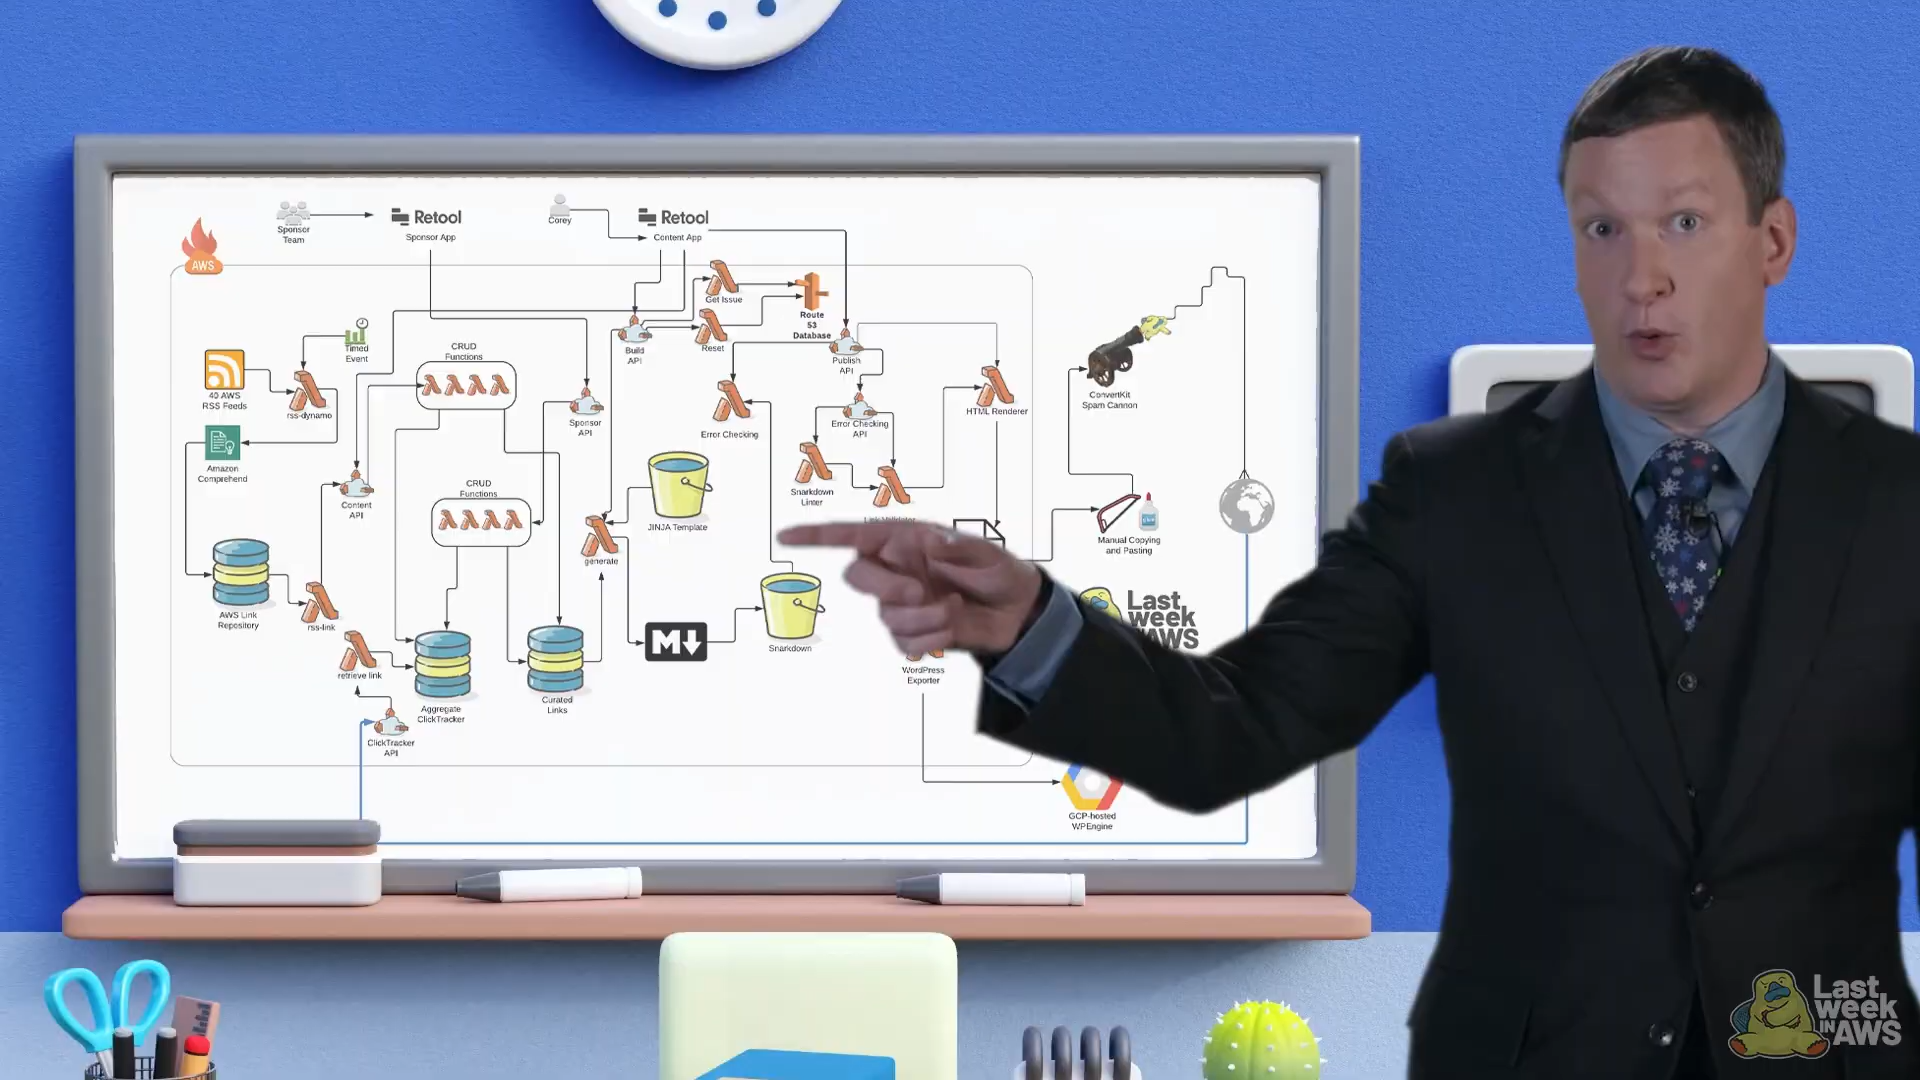 Sponsor
Team
Retool
Sponsor App
Corey
Retool
Content App
AWS
Get Issue
Route
53
Database
Reset
Build
API
Publish
API
Timed
Event
CRUD
Functions
40 AWS
RSS Feeds
rss-dynamo
Sponsor
API
Error Checking
Error Checking
API
HTML Renderer
ConvertKit
Spam Cannon
Amazon
Comprehend
Content
API
CRUD
Functions
JINJA Template
Snarkdown
Linter
Link Validator
generate
Manual Copying
and Pasting
AWS Link
Repository
rss-link
retrieve link
Aggregate
ClickTracker
Curated
Links
M
Snarkdown
Last
week
AWS
WordPress
Exporter
ClickTracker
API
GCP-hosted
WPEngine
Last
week
IN AWS